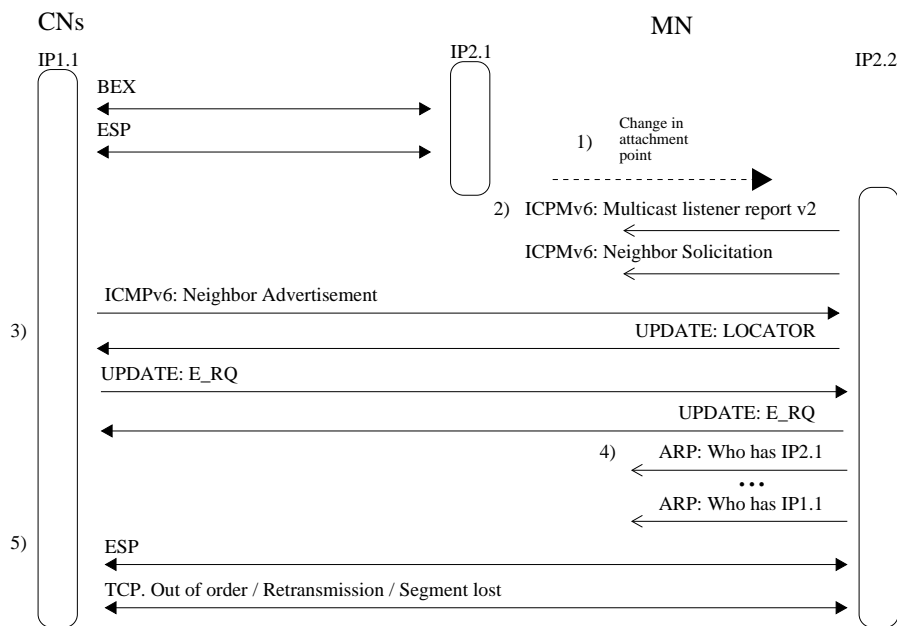 CNs
MN
IP1.1
IP2.1
IP2.2
BEX
ESP
1)
Change in
attachment
point
2) ICPMv6: Multicast listener report v2
ICPMv6: Neighbor Solicitation
ICMPv6: Neighbor Advertisement
3)
UPDATE: LOCATOR
UPDATE: E_RQ
UPDATE: E_RQ
4) ARP: Who has IP2.1
...
ARP: Who has IP1.1
5)
ESP
TCP. Out of order / Retransmission / Segment lost